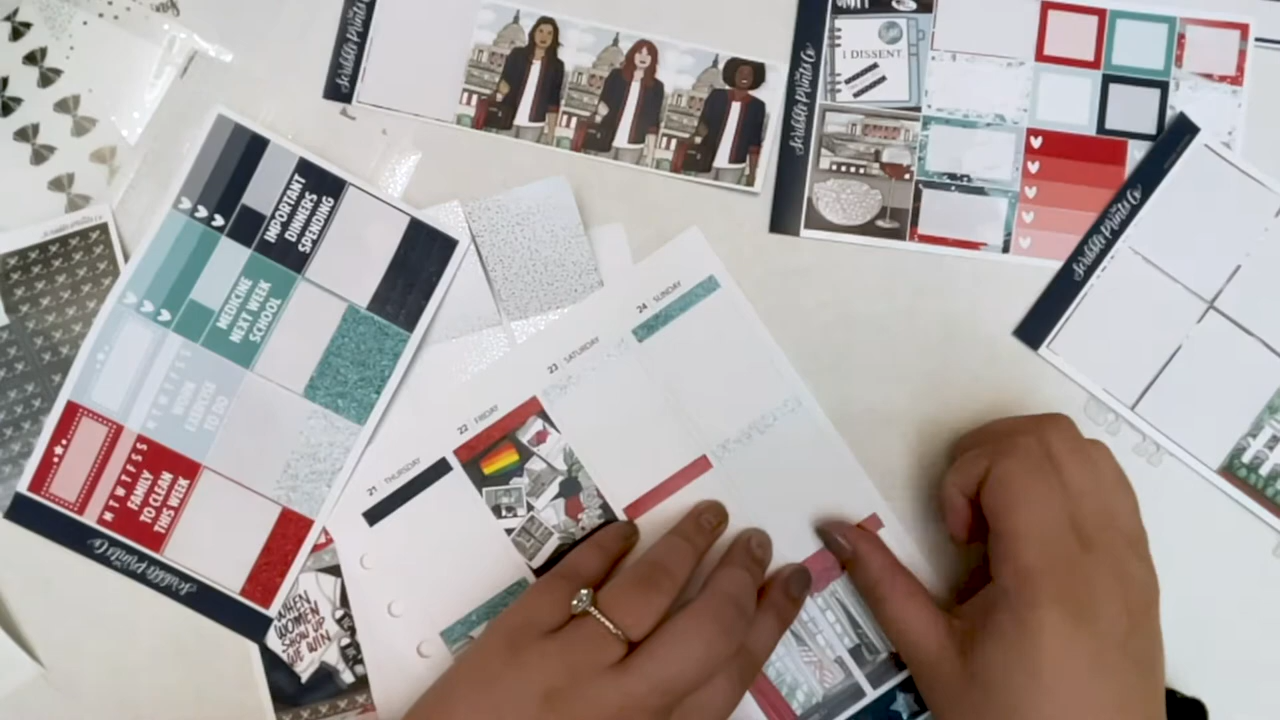 Scribble Prints Co
I DISSENT.
Scribble Prints Co
Scribble Prints Co
IMPORTANT
DINNERS
SPENDING
MEDICINE
NEXT WEEK
SCHOOL
M T W T F S S
WORK
TO DO
M T W T F S S
FAMILY
TO CLEAN
THIS WEEK
Scribble Prints Co
24 SUNDAY
23 SATURDAY
22 FRIDAY
21 THURSDAY
WHEN
WOMEN
SHOW UP
WE WIN